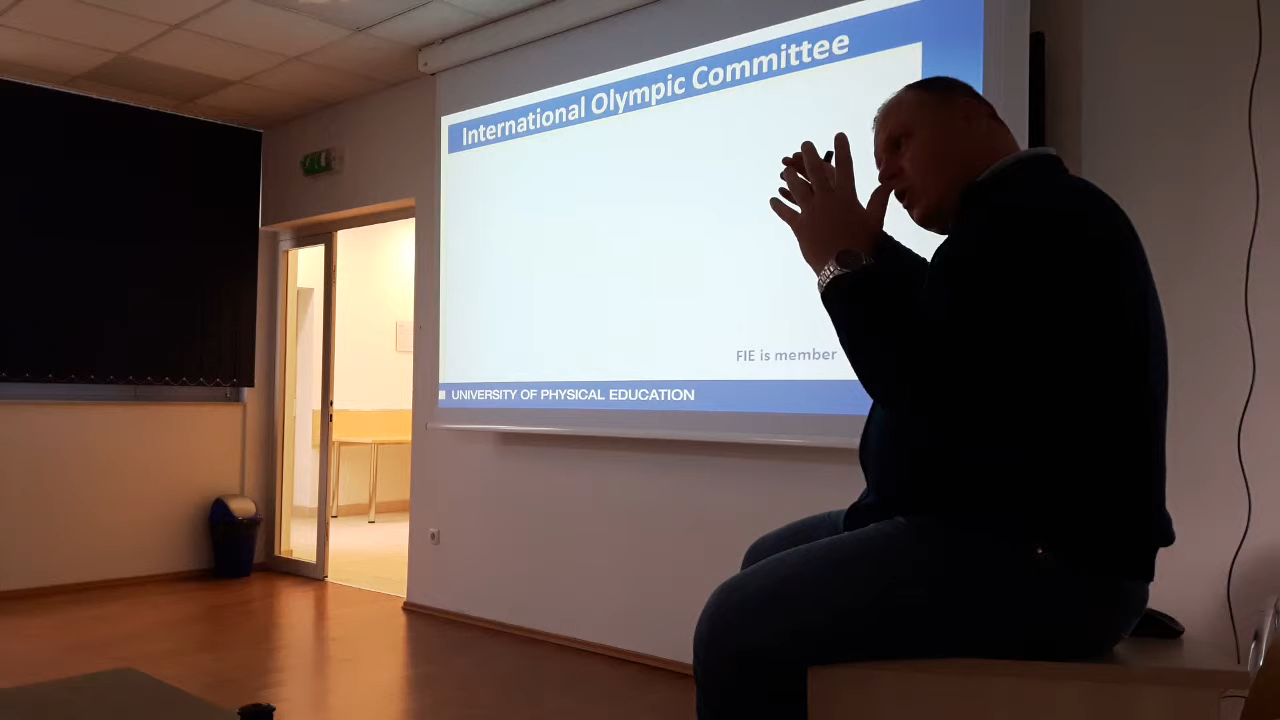 International Olympic Committee
FIE is member
UNIVERSITY OF PHYSICAL EDUCATION